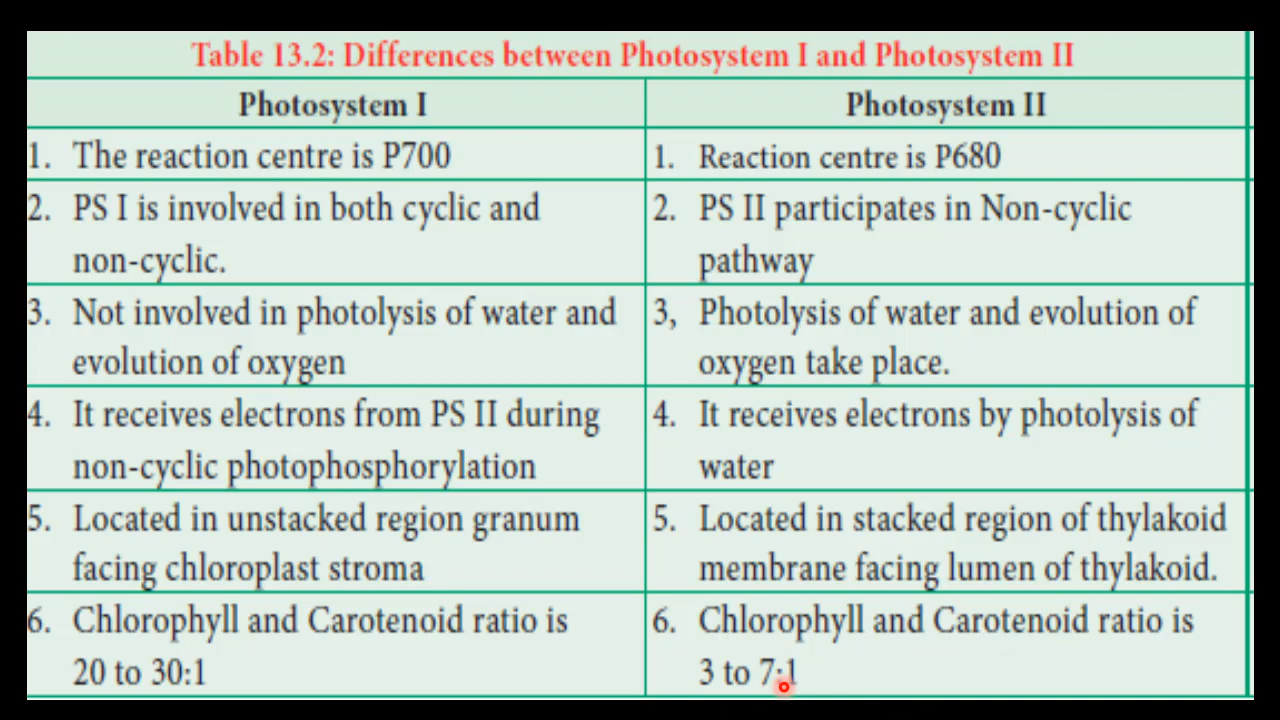 Table 13.2: Differences between Photosystem I and Photosystem II
Photosystem I
Photosystem II
1. The reaction centre is P700
1. Reaction centre is P680
2. PS I is involved in both cyclic and
non-cyclic.
2. PS II participates in Non-cyclic
pathway
3. Not involved in photolysis of water and
evolution of oxygen
3, Photolysis of water and evolution of
oxygen take place.
4. It receives electrons from PS II during
non-cyclic photophosphorylation
4. It receives electrons by photolysis of
water
5. Located in unstacked region granum
facing chloroplast stroma
5. Located in stacked region of thylakoid
membrane facing lumen of thylakoid.
6. Chlorophyll and Carotenoid ratio is
20 to 30:1
6. Chlorophyll and Carotenoid ratio is
3 to 7:1